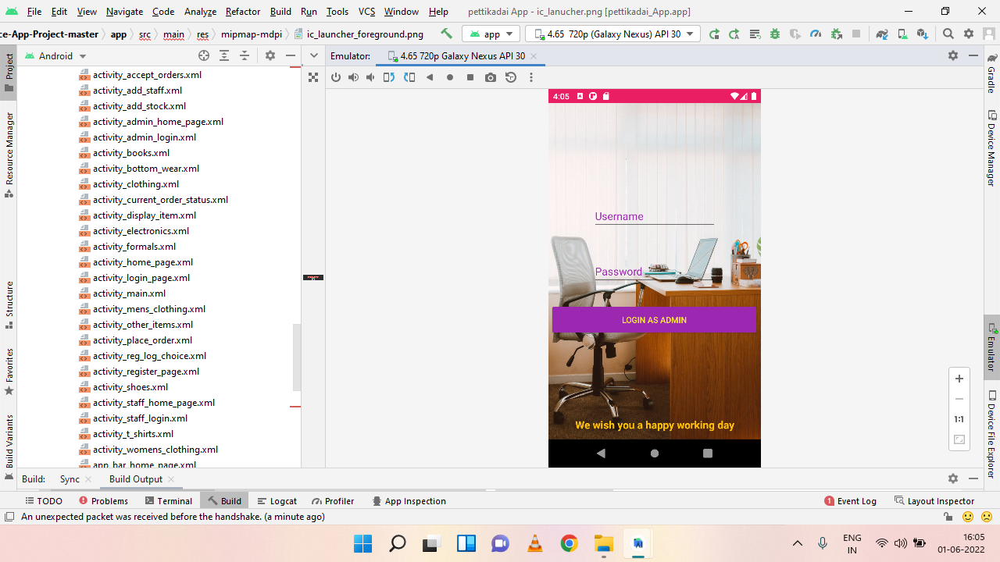 File Edit View Navigate Code Analyze Refactor Build Run Tools VCS Window Help pettikadai App - ic_lanucher.png [pettikadai_App.app]
ce-App-Project-master app src main res mipmap-mdpi ic_launcher_foreground.png app 4.65 720p (Galaxy Nexus) API 30
Project
Resource Manager
Structure
Favorites
Build Variants
Android
activity_accept_orders.xml
activity_add_staff.xml
activity_add_stock.xml
activity_admin_home_page.xml
activity_admin_login.xml
activity_books.xml
activity_bottom_wear.xml
activity_clothing.xml
activity_current_order_status.xml
activity_display_item.xml
activity_electronics.xml
activity_formals.xml
activity_home_page.xml
activity_login_page.xml
activity_main.xml
activity_mens_clothing.xml
activity_other_items.xml
activity_place_order.xml
activity_reg_log_choice.xml
activity_register_page.xml
activity_shoes.xml
activity_staff_home_page.xml
activity_staff_login.xml
activity_t_shirts.xml
activity_womens_clothing.xml
app_bar_home_page.xml
Emulator: 4.65 720p Galaxy Nexus API 30
4:05
Username
Password
LOGIN AS ADMIN
We wish you a happy working day
1:1
Gradle
Device Manager
Emulator
Device File Explorer
Build: Sync Build Output
TODO Problems Terminal Build Logcat Profiler App Inspection 1 Event Log Layout Inspector
An unexpected packet was received before the handshake. (a minute ago)
ENG
IN
16:05
01-06-2022